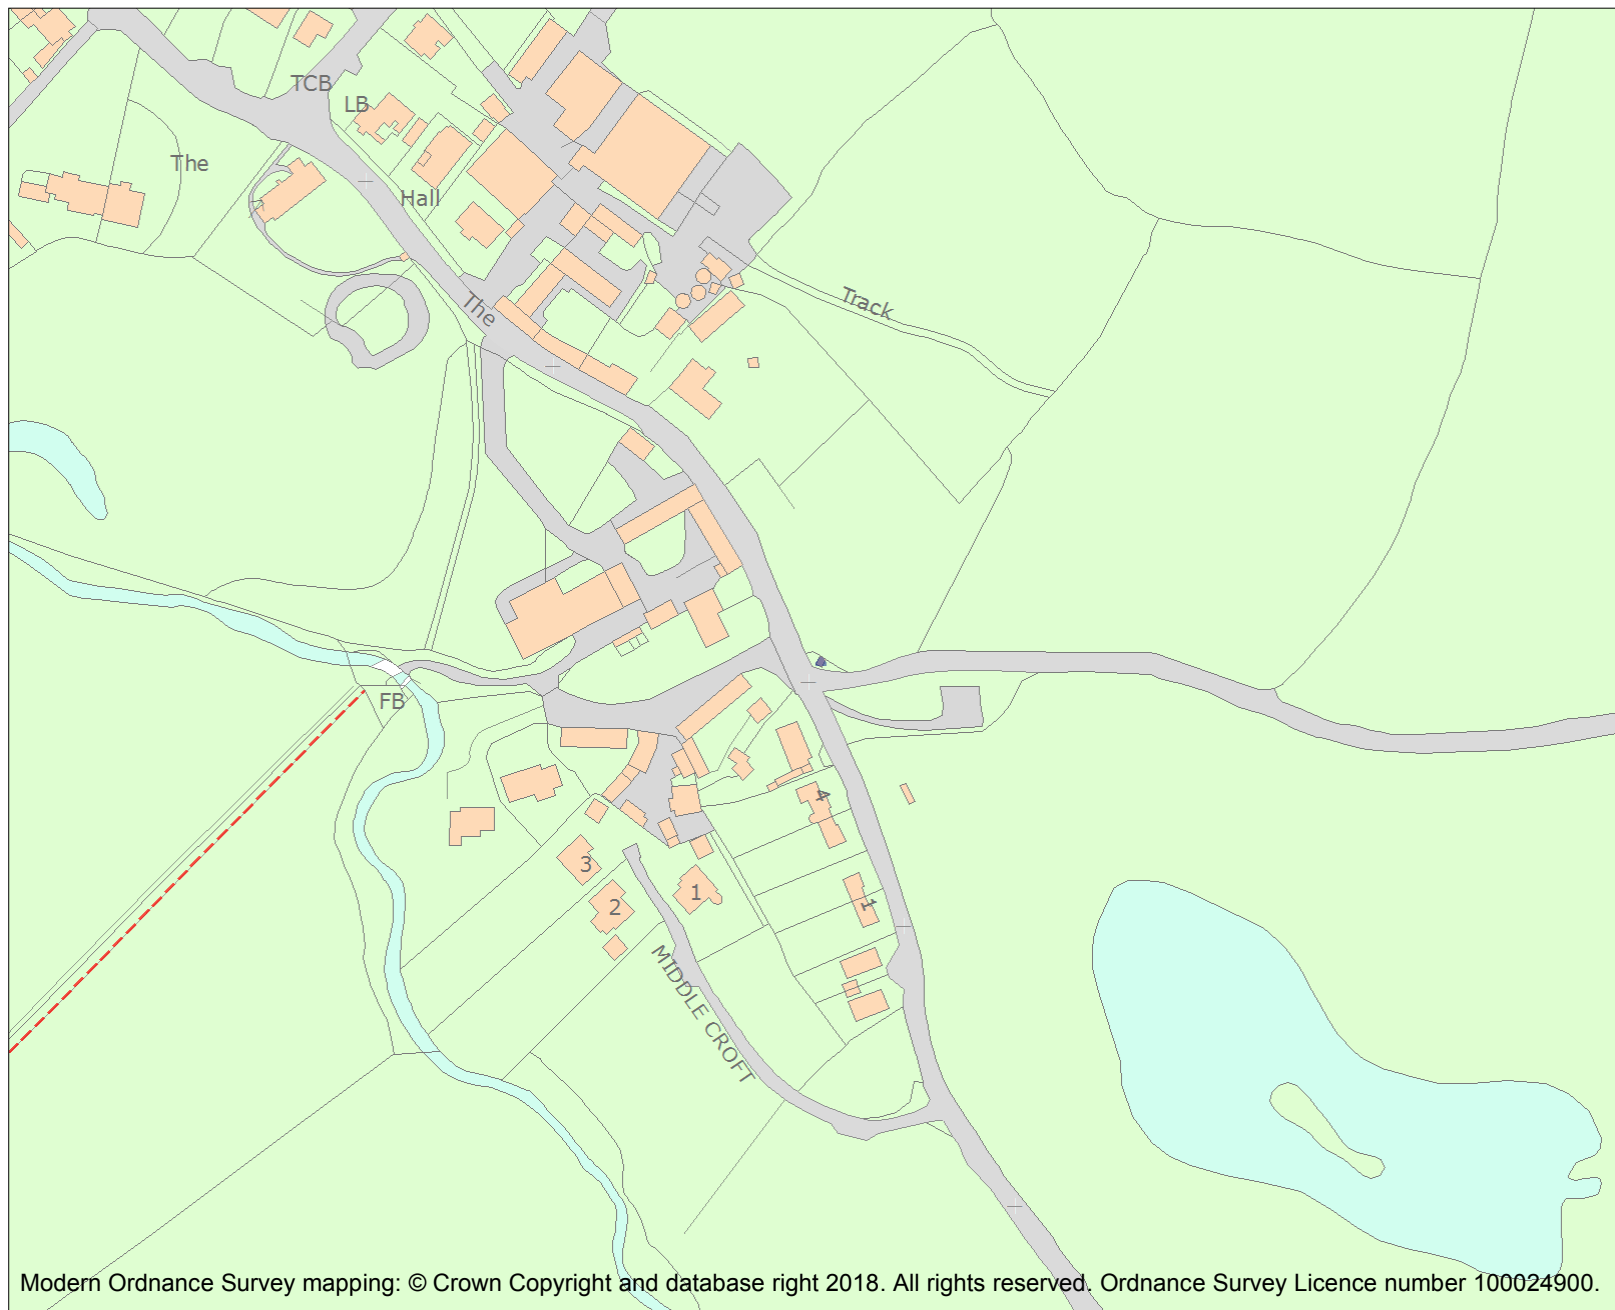 TCB
LB
The
Hall
The
Track
FB
4
3
1
2
1
MIDDLE CROFT
Modern Ordnance Survey mapping: © Crown Copyright and database right 2018. All rights reserved. Ordnance Survey Licence number 100024900.